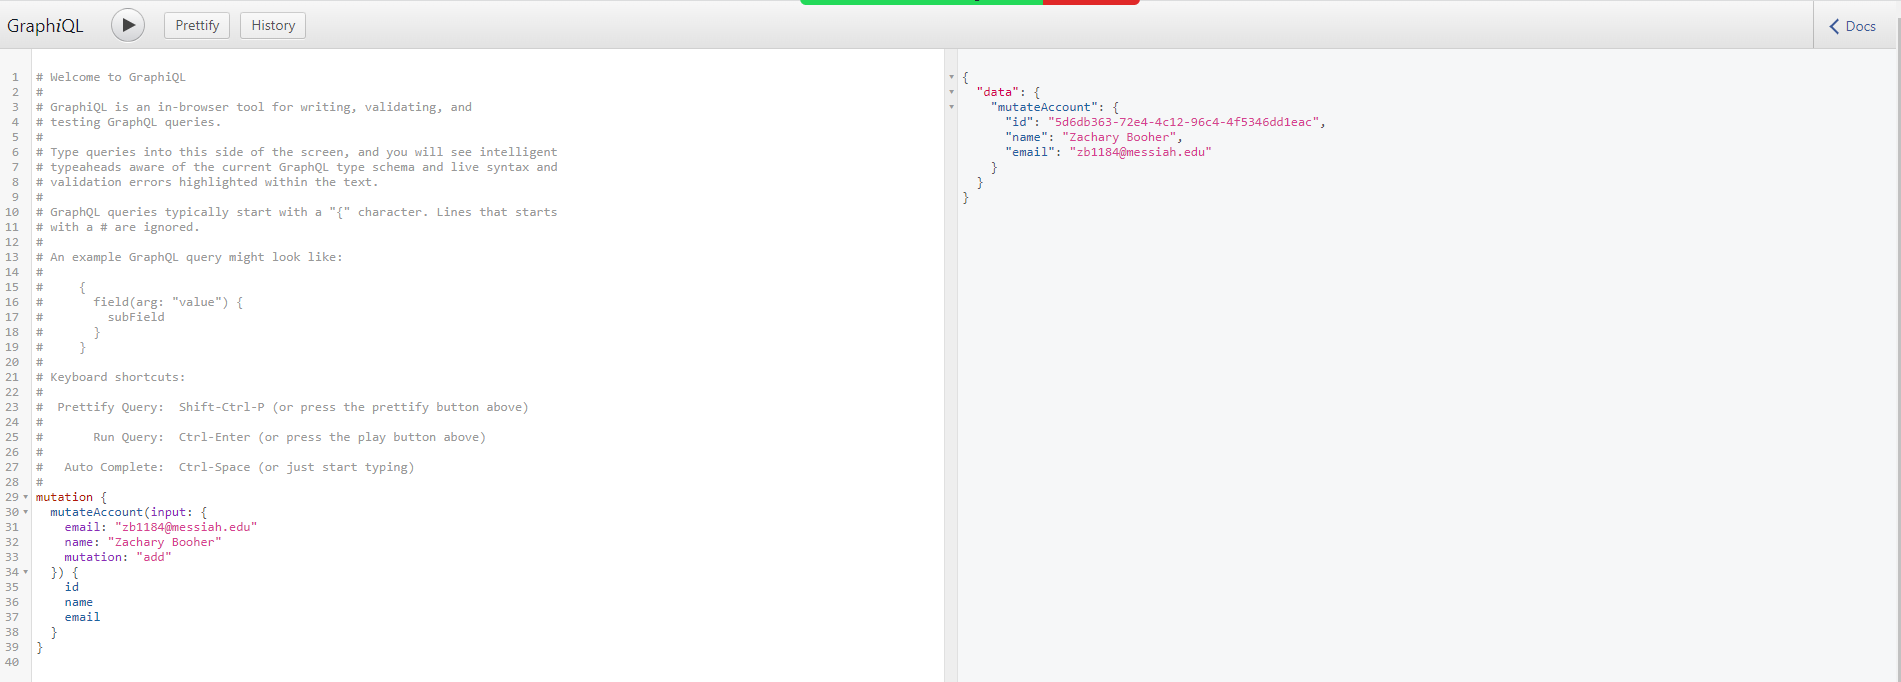 GraphiQL
Prettify
History
Docs
1 # Welcome to GraphiQL
2 #
3 # GraphiQL is an in-browser tool for writing, validating, and
4 # testing GraphQL queries.
5 #
6 # Type queries into this side of the screen, and you will see intelligent
7 # typeaheads aware of the current GraphQL type schema and live syntax and
8 # validation errors highlighted within the text.
9 #
10 # GraphQL queries typically start with a "{" character. Lines that starts
11 # with a # are ignored.
12 #
13 # An example GraphQL query might look like:
14 #
15 #     {
16 #       field(arg: "value") {
17 #         subField
18 #       }
19 #     }
20 #
21 # Keyboard shortcuts:
22 #
23 #  Prettify Query:  Shift-Ctrl-P (or press the prettify button above)
24 #
25 #       Run Query:  Ctrl-Enter (or press the play button above)
26 #
27 #   Auto Complete:  Ctrl-Space (or just start typing)
28 #
29 mutation {
30   mutateAccount(input: {
31     email: "zb1184@messiah.edu"
32     name: "Zachary Booher"
33     mutation: "add"
34   }) {
35     id
36     name
37     email
38   }
39 }
40
{
  "data": {
    "mutateAccount": {
      "id": "5d6db363-72e4-4c12-96c4-4f5346dd1eac",
      "name": "Zachary Booher",
      "email": "zb1184@messiah.edu"
    }
  }
}